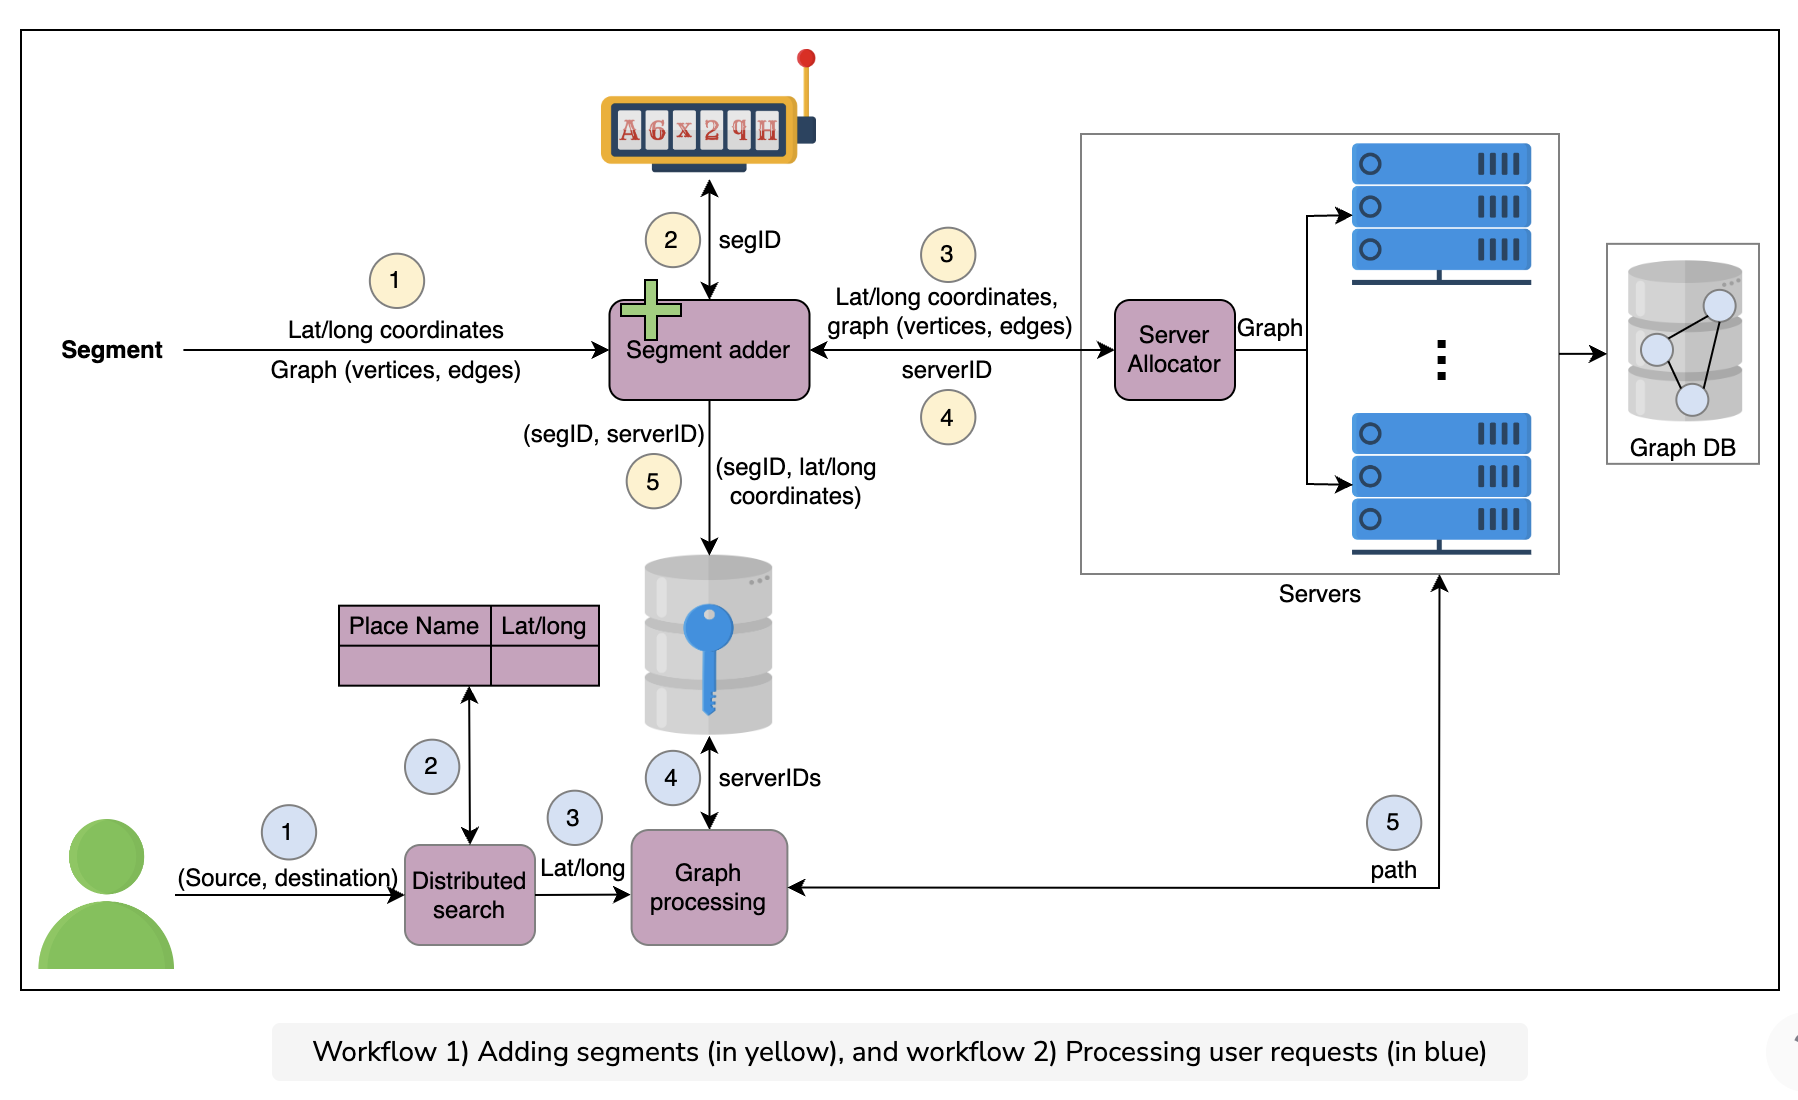 A 6 x 2 9 H
2
segID
1
3
Lat/long coordinates
Graph (vertices, edges)
Segment
Segment adder
Lat/long coordinates,
graph (vertices, edges)
serverID
4
Server
Allocator
Graph
Graph DB
Servers
(segID, serverID)
5
(segID, lat/long
coordinates)
Place Name Lat/long
2
4
serverIDs
1
(Source, destination)
Distributed
search
3
Lat/long
Graph
processing
5
path
Workflow 1) Adding segments (in yellow), and workflow 2) Processing user requests (in blue)